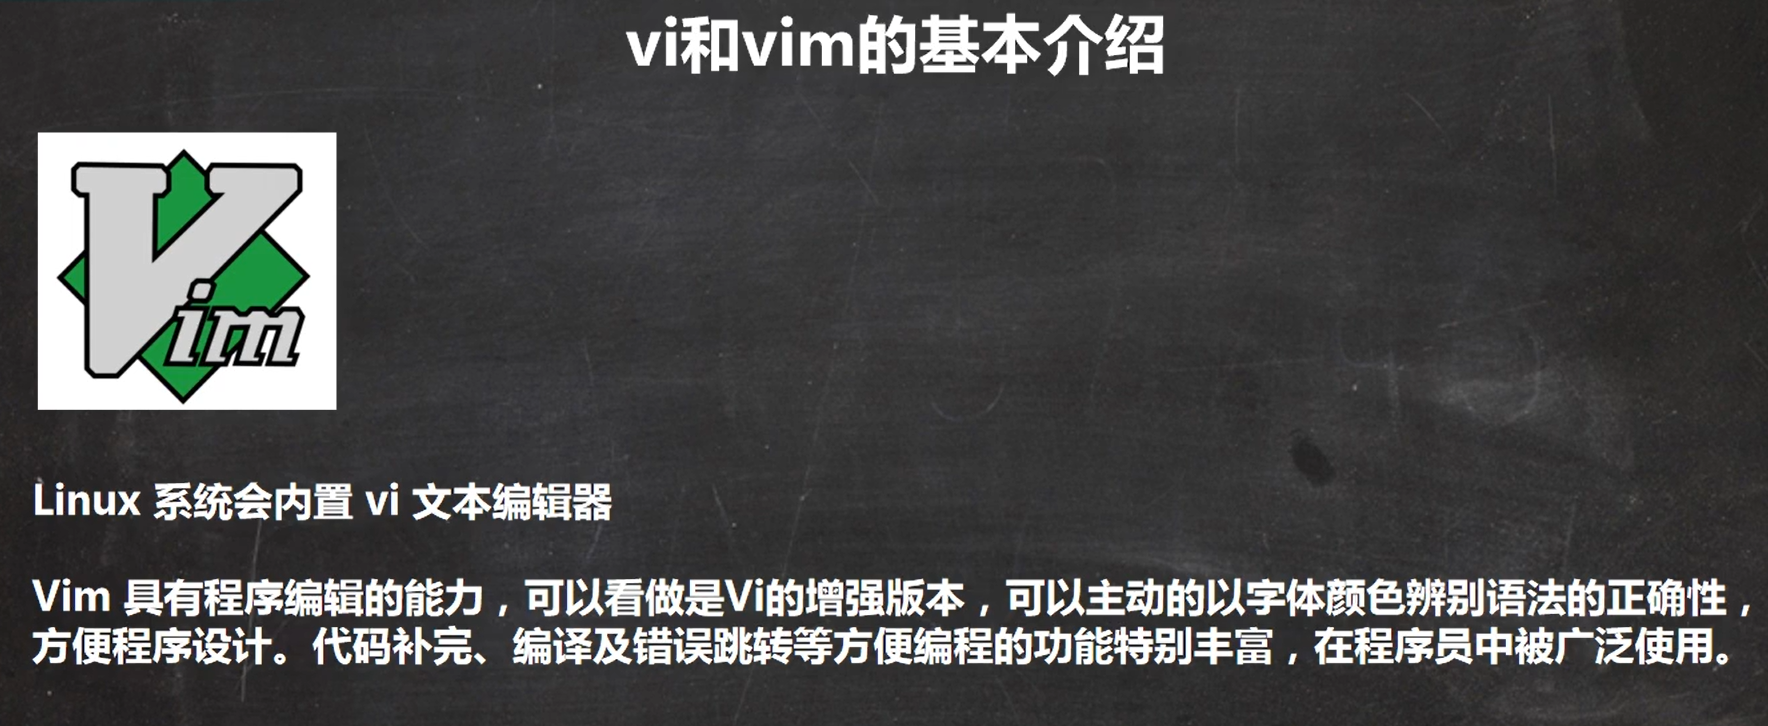 vi和vim的基本介绍
Vim
Linux 系统会内置 vi 文本编辑器
Vim 具有程序编辑的能力，可以看做是Vi的增强版本，可以主动的以字体颜色辨别语法的正确性，
方便程序设计。代码补完、编译及错误跳转等方便编程的功能特别丰富，在程序员中被广泛使用。